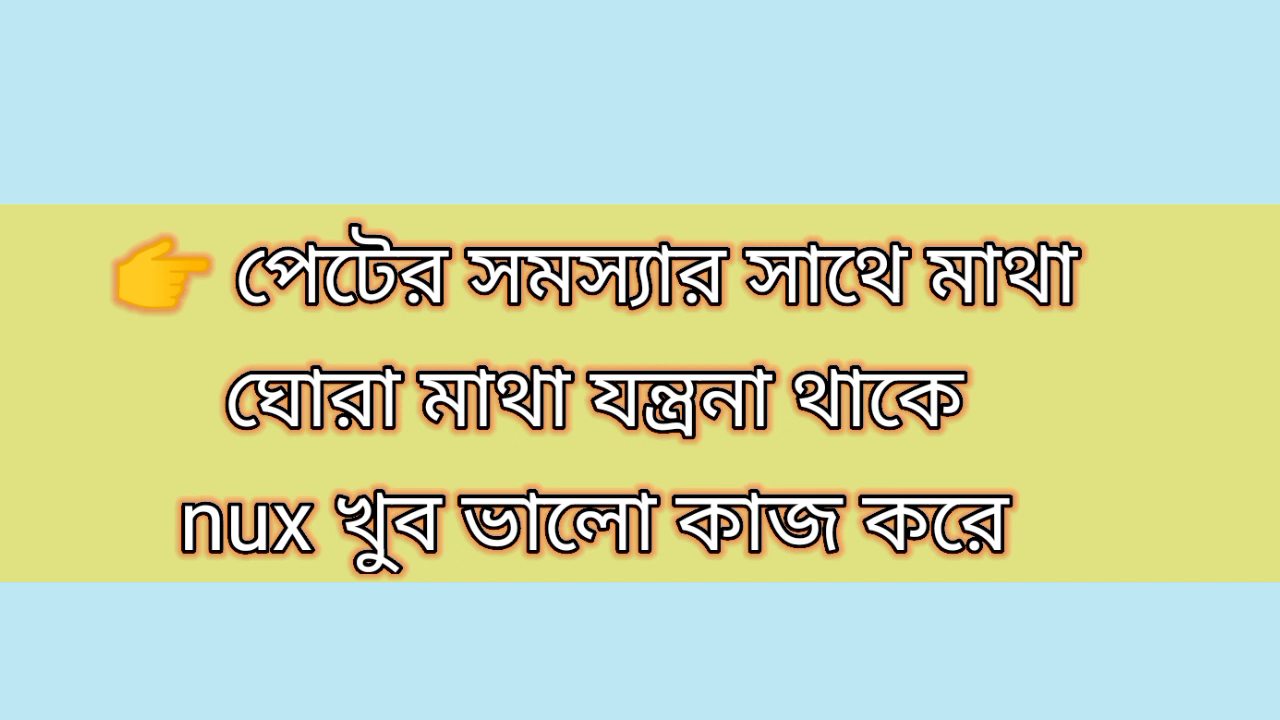 👉 পেটের সমস্যার সাথে মাথা
ঘোরা মাথা যন্ত্রনা থাকে
nux খুব ভালো কাজ করে